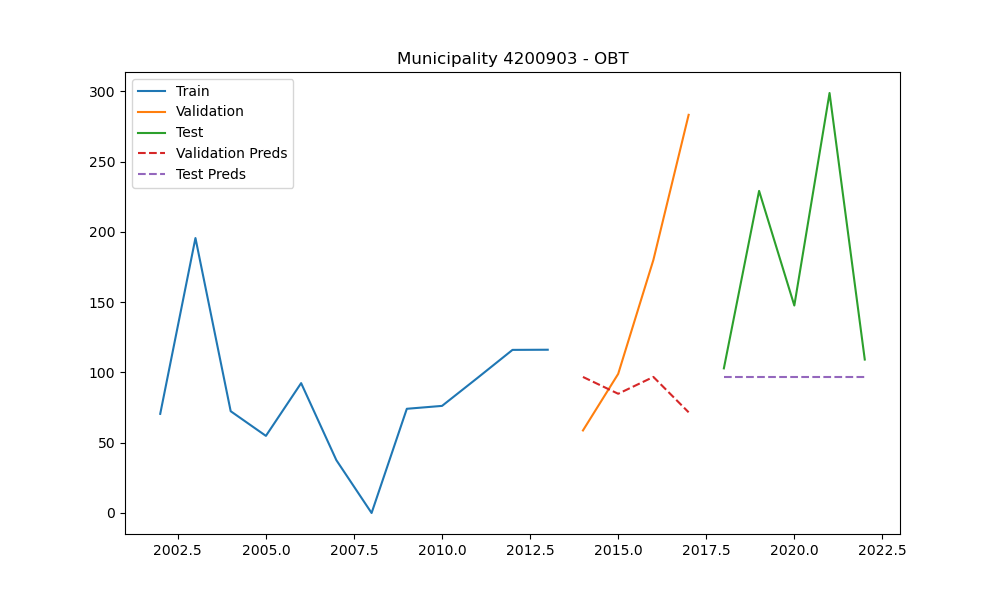 Municipality 4200903 - OBT
Train
Validation
Test
Validation Preds
Test Preds
300
250
200
150
100
50
0
2002.5 2005.0 2007.5 2010.0 2012.5 2015.0 2017.5 2020.0 2022.5